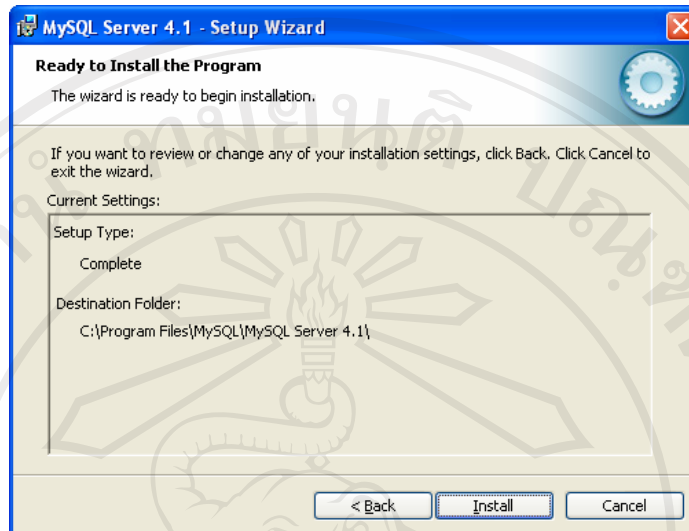 MySQL Server 4.1 - Setup Wizard
Ready to Install the Program
The wizard is ready to begin installation.
If you want to review or change any of your installation settings, click Back. Click Cancel to
exit the wizard.
Current Settings:
Setup Type:
Complete
Destination Folder:
C:\Program Files\MySQL\MySQL Server 4.1\
< Back
Install
Cancel